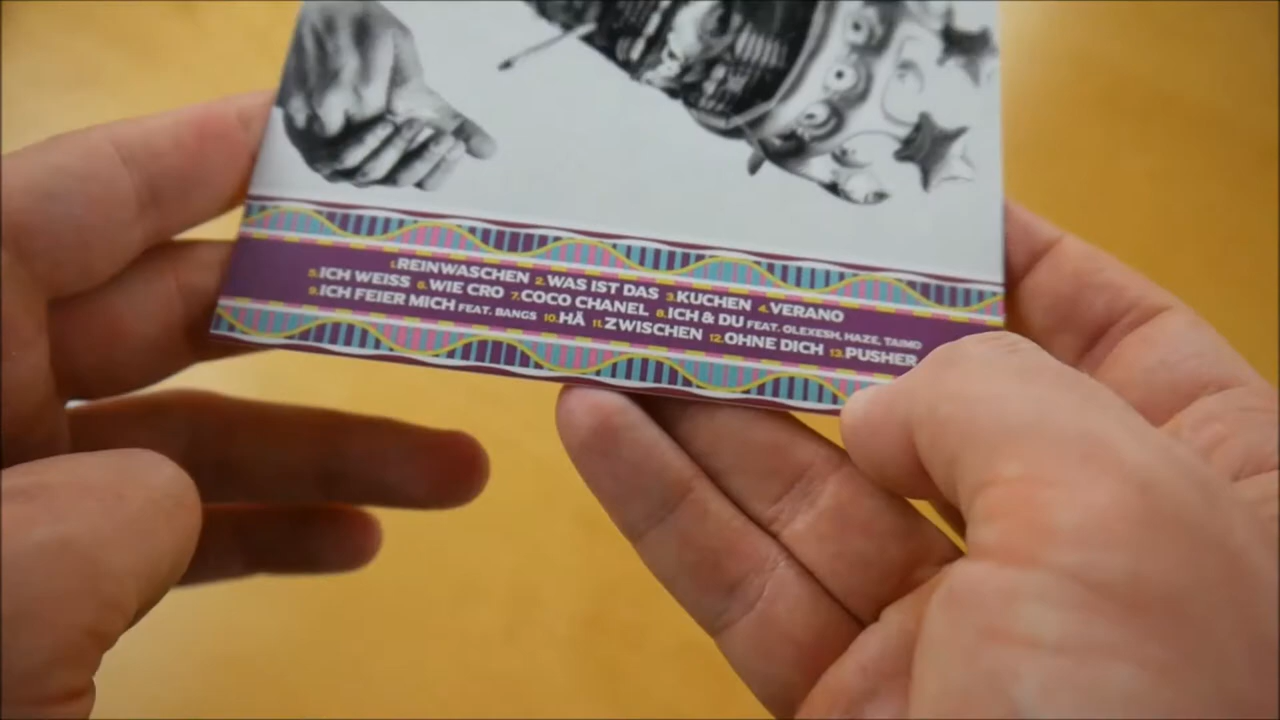 1. REINWASCHEN 2. WAS IST DAS 3. KUCHEN 4. VERANO
5. ICH WEISS 6. WIE CRO 7. COCO CHANEL 8. ICH & DU FEAT. OLEXESH, HAZE, TAIMO
9. ICH FEIER MICH FEAT. BANGS 10. HÄ 11. ZWISCHEN 12. OHNE DICH 13. PUSHER